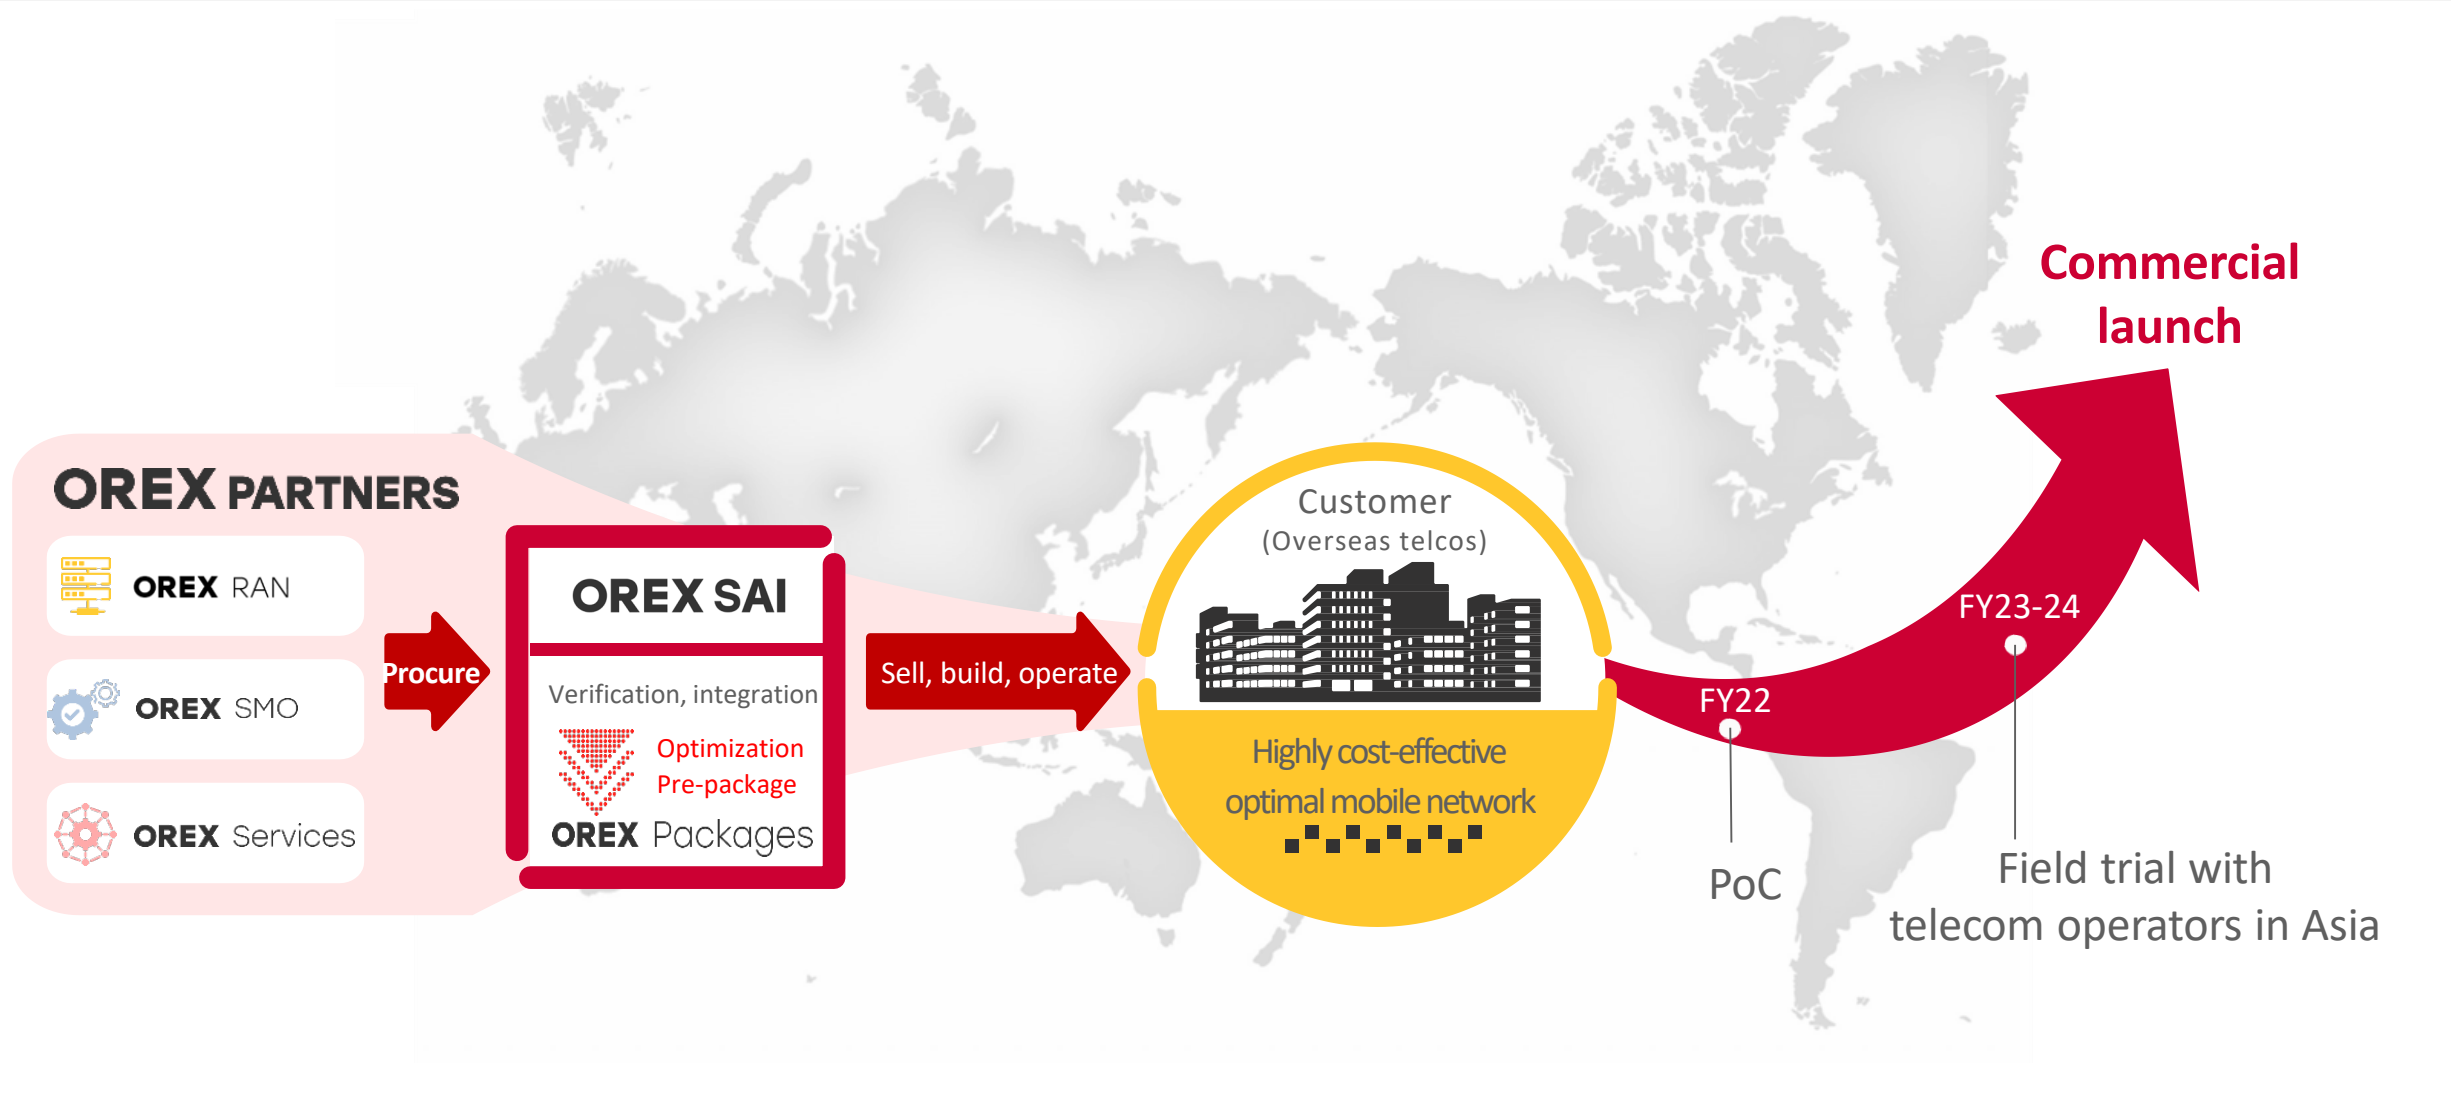 OREX PARTNERS
OREX RAN
OREX SMO
OREX Services
Procure
OREX SAI
Verification, integration
Optimization
Pre-package
OREX Packages
Sell, build, operate
Customer
(Overseas telcos)
Highly cost-effective
optimal mobile network
Commercial
launch
FY22
PoC
FY23-24
Field trial with
telecom operators in Asia